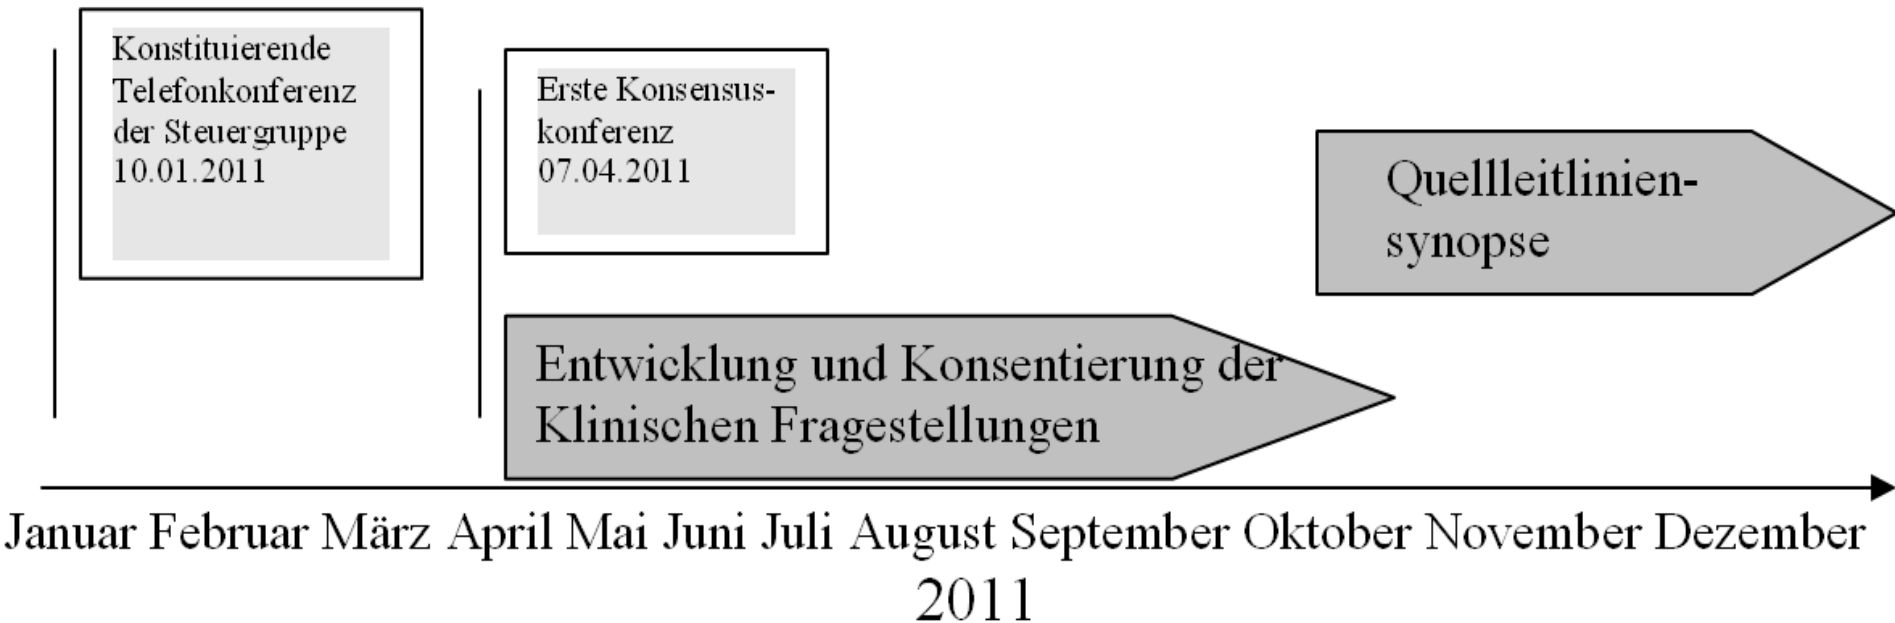 Konstituierende
Telefonkonferenz
der Steuergruppe
10.01.2011
Erste Konsensus-
konferenz
07.04.2011
Quellleitlinien-
synopse
Entwicklung und Konsentierung der
Klinischen Fragestellungen
Januar Februar März April Mai Juni Juli August September Oktober November Dezember
2011